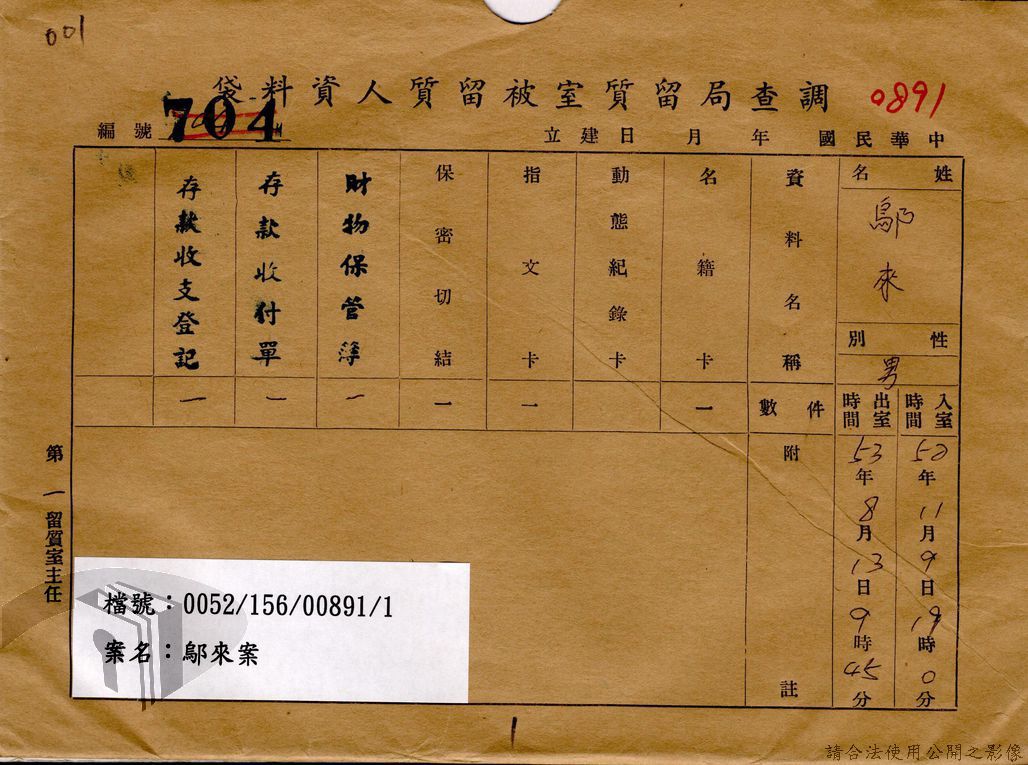 001
調查局留質室被留質人資料袋
0891
編號 704
中華民國 年 月 日建立
姓名
鄔來
性別
男
入室時間
52年11月9日19時0分
出室時間
53年8月13日9時45分
資料名稱
件數
附註
名籍卡
一
動態紀錄卡
指文卡
一
保密切結
一
財物保管簿
一
存款收付單
一
存款收支登記
一
第一留質室主任
檔號：0052/156/00891/1
案名：鄔來案
1
請合法使用公開之影像